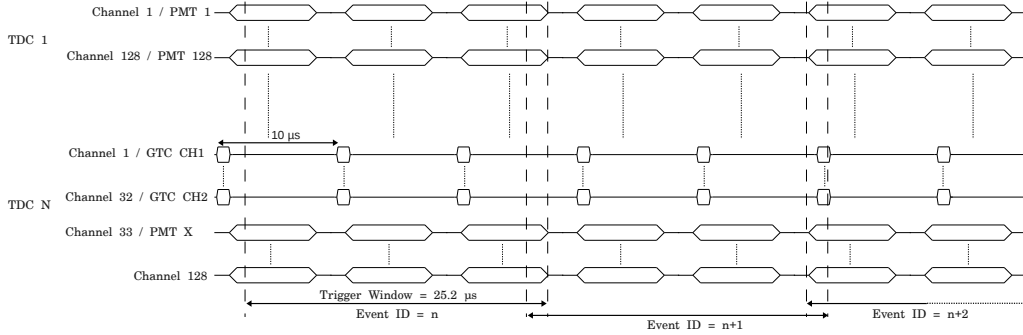 Channel 1 / PMT 1
TDC 1
Channel 128 / PMT 128
10 µs
Channel 1 / GTC CH1
Channel 32 / GTC CH2
TDC N
Channel 33 / PMT X
Channel 128
Trigger Window = 25.2 µs
Event ID = n
Event ID = n+2
Event ID = n+1